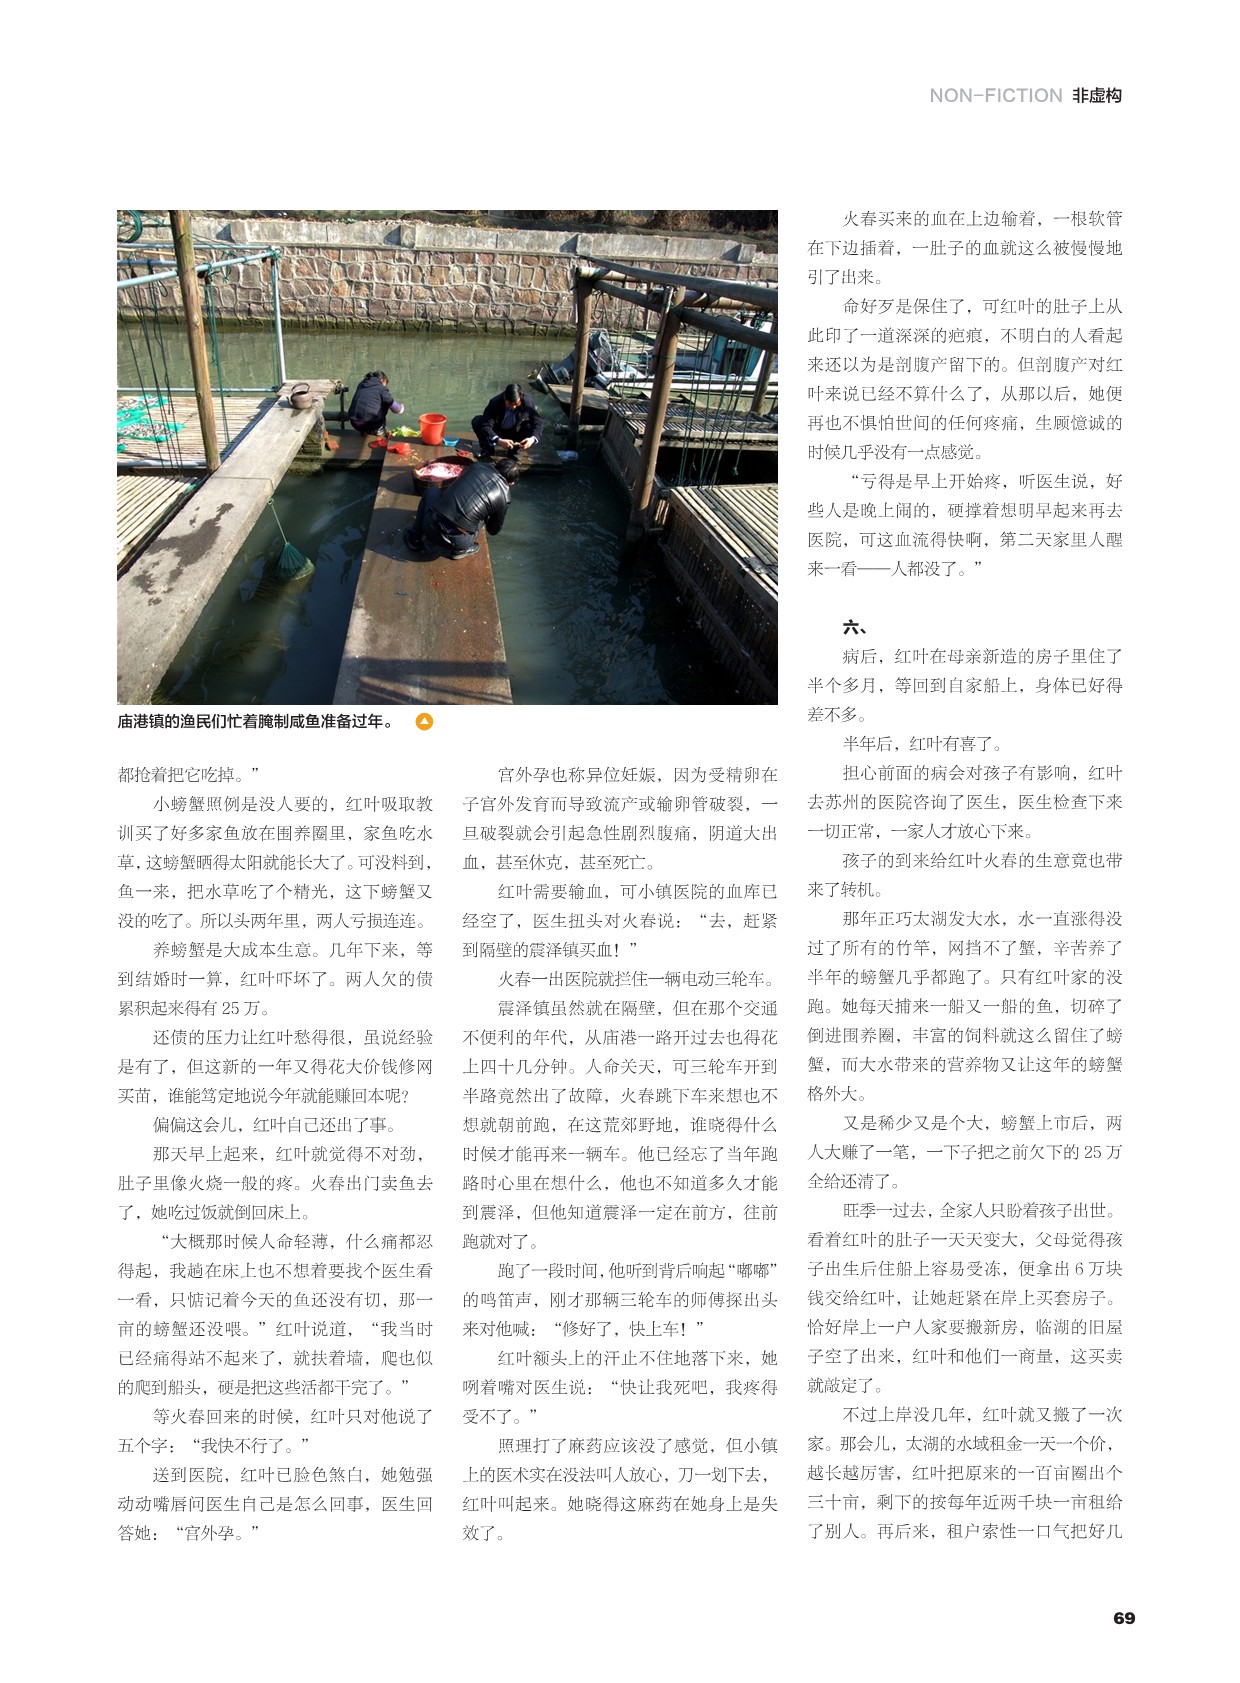 NON-FICTION 非虚构
庙港镇的渔民们忙着腌制咸鱼准备过年。
都抢着把它吃掉。”
小螃蟹照例是没人要的，红叶吸取教
训买了好多家鱼放在围养圈里，家鱼吃水
草，这螃蟹晒得太阳就能长大了。可没料到，
鱼一来，把水草吃了个精光，这下螃蟹又
没的吃了。所以头两年里，两人亏损连连。
养螃蟹是大成本生意。几年下来，等
到结婚时一算，红叶吓坏了。两人欠的债
累积起来得有 25 万。
还债的压力让红叶愁得很，虽说经验
是有了，但这新的一年又得花大价钱修网
买苗，谁能笃定地说今年就能赚回本呢？
偏偏这会儿，红叶自己还出了事。
那天早上起来，红叶就觉得不对劲，
肚子里像火烧一般的疼。火春出门卖鱼去
了，她吃过饭就倒回床上。
“大概那时候人命轻薄，什么痛都忍
得起，我趟在床上也不想着要找个医生看
一看，只惦记着今天的鱼还没有切，那一
亩的螃蟹还没喂。”红叶说道，“我当时
已经痛得站不起来了，就扶着墙，爬也似
的爬到船头，硬是把这些活都干完了。”
等火春回来的时候，红叶只对他说了
五个字：“我快不行了。”
送到医院，红叶已脸色煞白，她勉强
动动嘴唇问医生自己是怎么回事，医生回
答她：“宫外孕。”
宫外孕也称异位妊娠，因为受精卵在
子宫外发育而导致流产或输卵管破裂，一
旦破裂就会引起急性剧烈腹痛，阴道大出
血，甚至休克，甚至死亡。
红叶需要输血，可小镇医院的血库已
经空了，医生扭头对火春说：“去，赶紧
到隔壁的震泽镇买血！”
火春一出医院就拦住一辆电动三轮车。
震泽镇虽然就在隔壁，但在那个交通
不便利的年代，从庙港一路开过去也得花
上四十几分钟。人命关天，可三轮车开到
半路竟然出了故障，火春跳下车来想也不
想就朝前跑，在这荒郊野地，谁晓得什么
时候才能再来一辆车。他已经忘了当年跑
路时心里在想什么，他也不知道多久才能
到震泽，但他知道震泽一定在前方，往前
跑就对了。
跑了一段时间，他听到背后响起“嘟嘟”
的鸣笛声，刚才那辆三轮车的师傅探出头
来对他喊：“修好了，快上车！”
红叶额头上的汗止不住地落下来，她
咧着嘴对医生说：“快让我死吧，我疼得
受不了。”
照理打了麻药应该没了感觉，但小镇
上的医术实在没法叫人放心，刀一划下去，
红叶叫起来。她晓得这麻药在她身上是失
效了。
火春买来的血在上边输着，一根软管
在下边插着，一肚子的血就这么被慢慢地
引了出来。
命好歹是保住了，可红叶的肚子上从
此印了一道深深的疤痕，不明白的人看起
来还以为是剖腹产留下的。但剖腹产对红
叶来说已经不算什么了，从那以后，她便
再也不惧怕世间的任何疼痛，生顾憶诚的
时候几乎没有一点感觉。
“亏得是早上开始疼，听医生说，好
些人是晚上闹的，硬撑着想明早起来再去
医院，可这血流得快啊，第二天家里人醒
来一看——人都没了。”
六、
病后，红叶在母亲新造的房子里住了
半个多月，等回到自家船上，身体已好得
差不多。
半年后，红叶有喜了。
担心前面的病会对孩子有影响，红叶
去苏州的医院咨询了医生，医生检查下来
一切正常，一家人才放心下来。
孩子的到来给红叶火春的生意竟也带
来了转机。
那年正巧太湖发大水，水一直涨得没
过了所有的竹竿，网挡不了蟹，辛苦养了
半年的螃蟹几乎都跑了。只有红叶家的没
跑。她每天捕来一船又一船的鱼，切碎了
倒进围养圈，丰富的饲料就这么留住了螃
蟹，而大水带来的营养物又让这年的螃蟹
格外大。
又是稀少又是个大，螃蟹上市后，两
人大赚了一笔，一下子把之前欠下的 25 万
全给还清了。
旺季一过去，全家人只盼着孩子出世。
看着红叶的肚子一天天变大，父母觉得孩
子出生后住船上容易受冻，便拿出 6 万块
钱交给红叶，让她赶紧在岸上买套房子。
恰好岸上一户人家要搬新房，临湖的旧屋
子空了出来，红叶和他们一商量，这买卖
就敲定了。
不过上岸没几年，红叶就又搬了一次
家。那会儿，太湖的水域租金一天一个价，
越长越厉害，红叶把原来的一百亩圈出个
三十亩，剩下的按每年近两千块一亩租给
了别人。再后来，租户索性一口气把好几
69